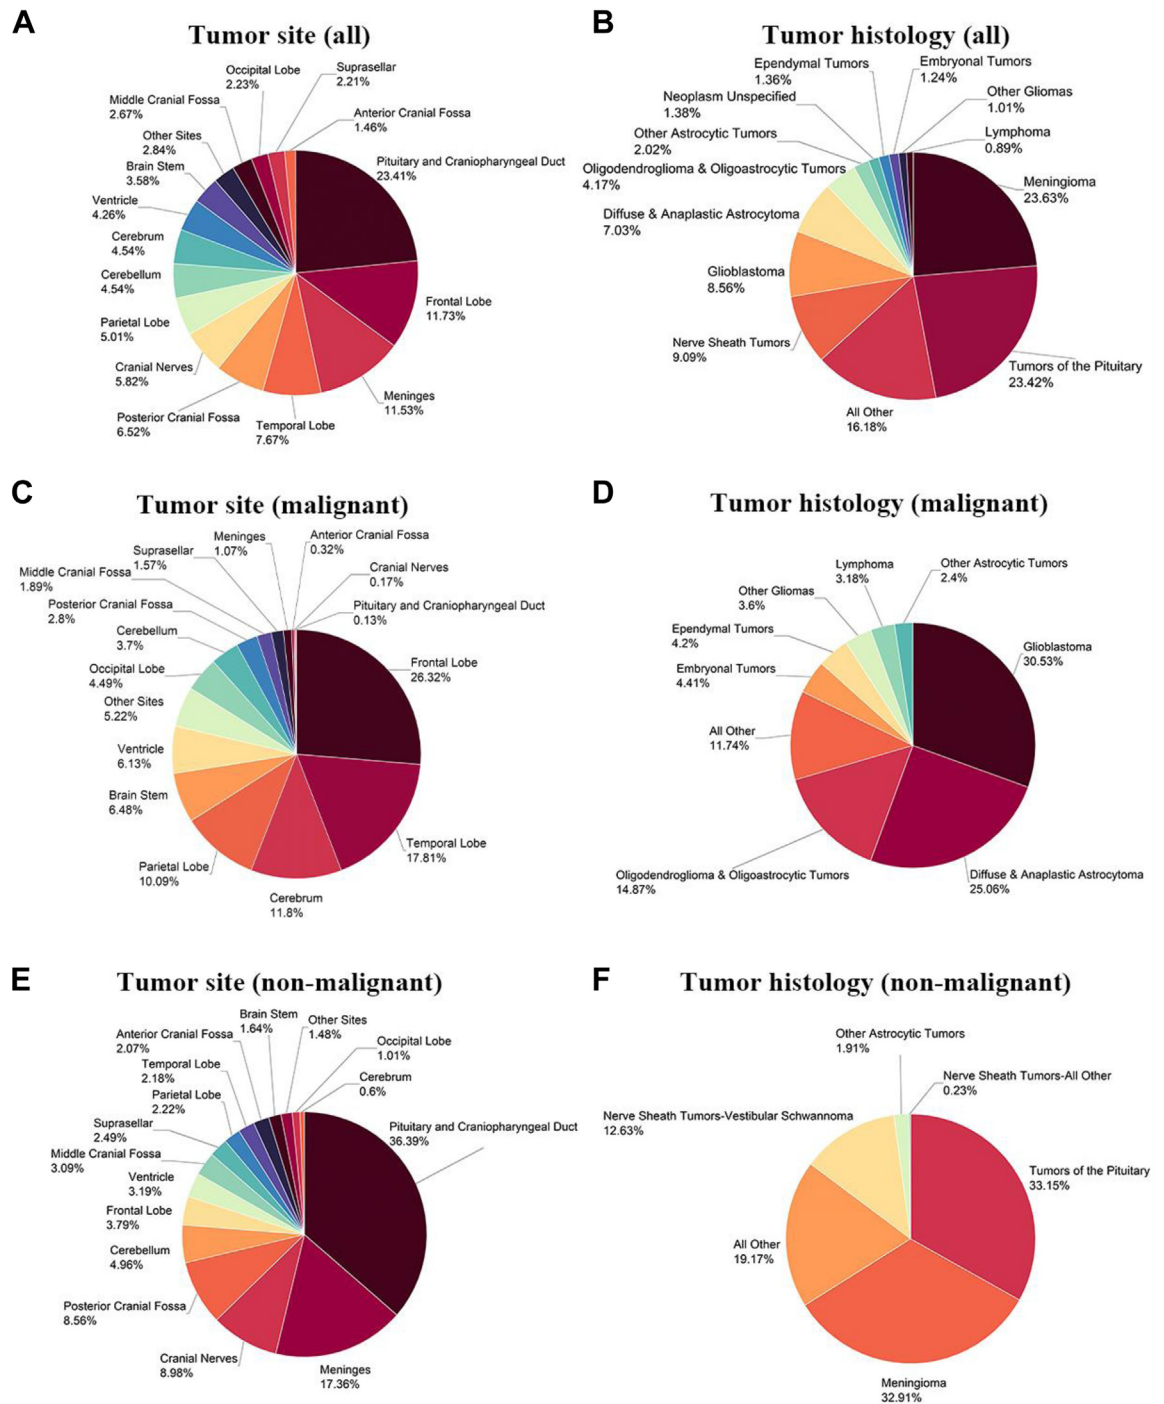 A
Tumor site (all)
Occipital Lobe
2.23%
Suprasellar
2.21%
Middle Cranial Fossa
2.67%
Anterior Cranial Fossa
1.46%
Other Sites
2.84%
Pituitary and Craniopharyngeal Duct
23.41%
Brain Stem
3.58%
Ventricle
4.26%
Cerebrum
4.54%
Cerebellum
4.54%
Frontal Lobe
11.73%
Parietal Lobe
5.01%
Cranial Nerves
5.82%
Meninges
11.53%
Posterior Cranial Fossa
6.52%
Temporal Lobe
7.67%
B
Tumor histology (all)
Ependymal Tumors
1.36%
Embryonal Tumors
1.24%
Neoplasm Unspecified
1.38%
Other Gliomas
1.01%
Other Astrocytic Tumors
2.02%
Lymphoma
0.89%
Oligodendroglioma & Oligoastrocytic Tumors
4.17%
Meningioma
23.63%
Diffuse & Anaplastic Astrocytoma
7.03%
Glioblastoma
8.56%
Nerve Sheath Tumors
9.09%
Tumors of the Pituitary
23.42%
All Other
16.18%
C
Tumor site (malignant)
Meninges
1.07%
Anterior Cranial Fossa
0.32%
Suprasellar
1.57%
Cranial Nerves
0.17%
Middle Cranial Fossa
1.89%
Posterior Cranial Fossa
2.8%
Pituitary and Craniopharyngeal Duct
0.13%
Cerebellum
3.7%
Frontal Lobe
26.32%
Occipital Lobe
4.49%
Other Sites
5.22%
Ventricle
6.13%
Brain Stem
6.48%
Temporal Lobe
17.81%
Parietal Lobe
10.09%
Cerebrum
11.8%
D
Tumor histology (malignant)
Lymphoma
3.18%
Other Astrocytic Tumors
2.4%
Other Gliomas
3.6%
Ependymal Tumors
4.2%
Glioblastoma
30.53%
Embryonal Tumors
4.41%
All Other
11.74%
Oligodendroglioma & Oligoastrocytic Tumors
14.87%
Diffuse & Anaplastic Astrocytoma
25.06%
E
Tumor site (non-malignant)
Brain Stem
1.64%
Other Sites
1.48%
Anterior Cranial Fossa
2.07%
Occipital Lobe
1.01%
Temporal Lobe
2.18%
Cerebrum
0.6%
Parietal Lobe
2.22%
Suprasellar
2.49%
Pituitary and Craniopharyngeal Duct
36.39%
Middle Cranial Fossa
3.09%
Ventricle
3.19%
Frontal Lobe
3.79%
Cerebellum
4.96%
Posterior Cranial Fossa
8.56%
Cranial Nerves
8.98%
Meninges
17.36%
F
Tumor histology (non-malignant)
Other Astrocytic Tumors
1.91%
Nerve Sheath Tumors-All Other
0.23%
Nerve Sheath Tumors-Vestibular Schwannoma
12.63%
Tumors of the Pituitary
33.15%
All Other
19.17%
Meningioma
32.91%